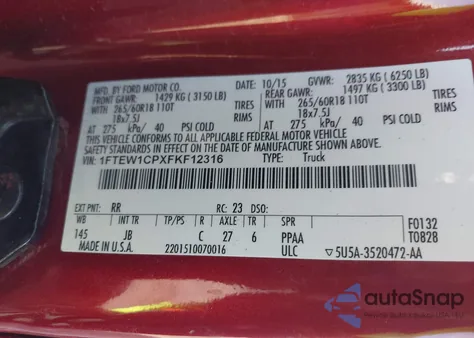 MFD. BY FORD MOTOR CO. 10/15 GVWR: 2835 KG (6250 LB)
FRONT GAWR: 1429 KG (3150 LB) REAR GAWR: 1497 KG (3300 LB)
WITH 265/60R18 110T TIRES WITH 265/60R18 110T TIRES
18x7.5J RIMS 18x7.5J RIMS
AT 275 kPa/ 40 PSI COLD AT 275 kPa/ 40 PSI COLD
THIS VEHICLE CONFORMS TO ALL APPLICABLE FEDERAL MOTOR VEHICLE
SAFETY AND THEFT PREVENTION STANDARDS IN EFFECT ON THE DATE OF
MANUFACTURE SHOWN ABOVE.
VIN: 1FTEW1CPXFKF12316 TYPE: Truck
EXT PNT: RR RC: 23 DSO: F0132
WB INT TR TP/PS R AXLE TR SPR T0828
145 JB C 27 6 PPAA
MADE IN U.S.A. 2201510070016 ULC 5U5A-3520472-AA
autoSnap